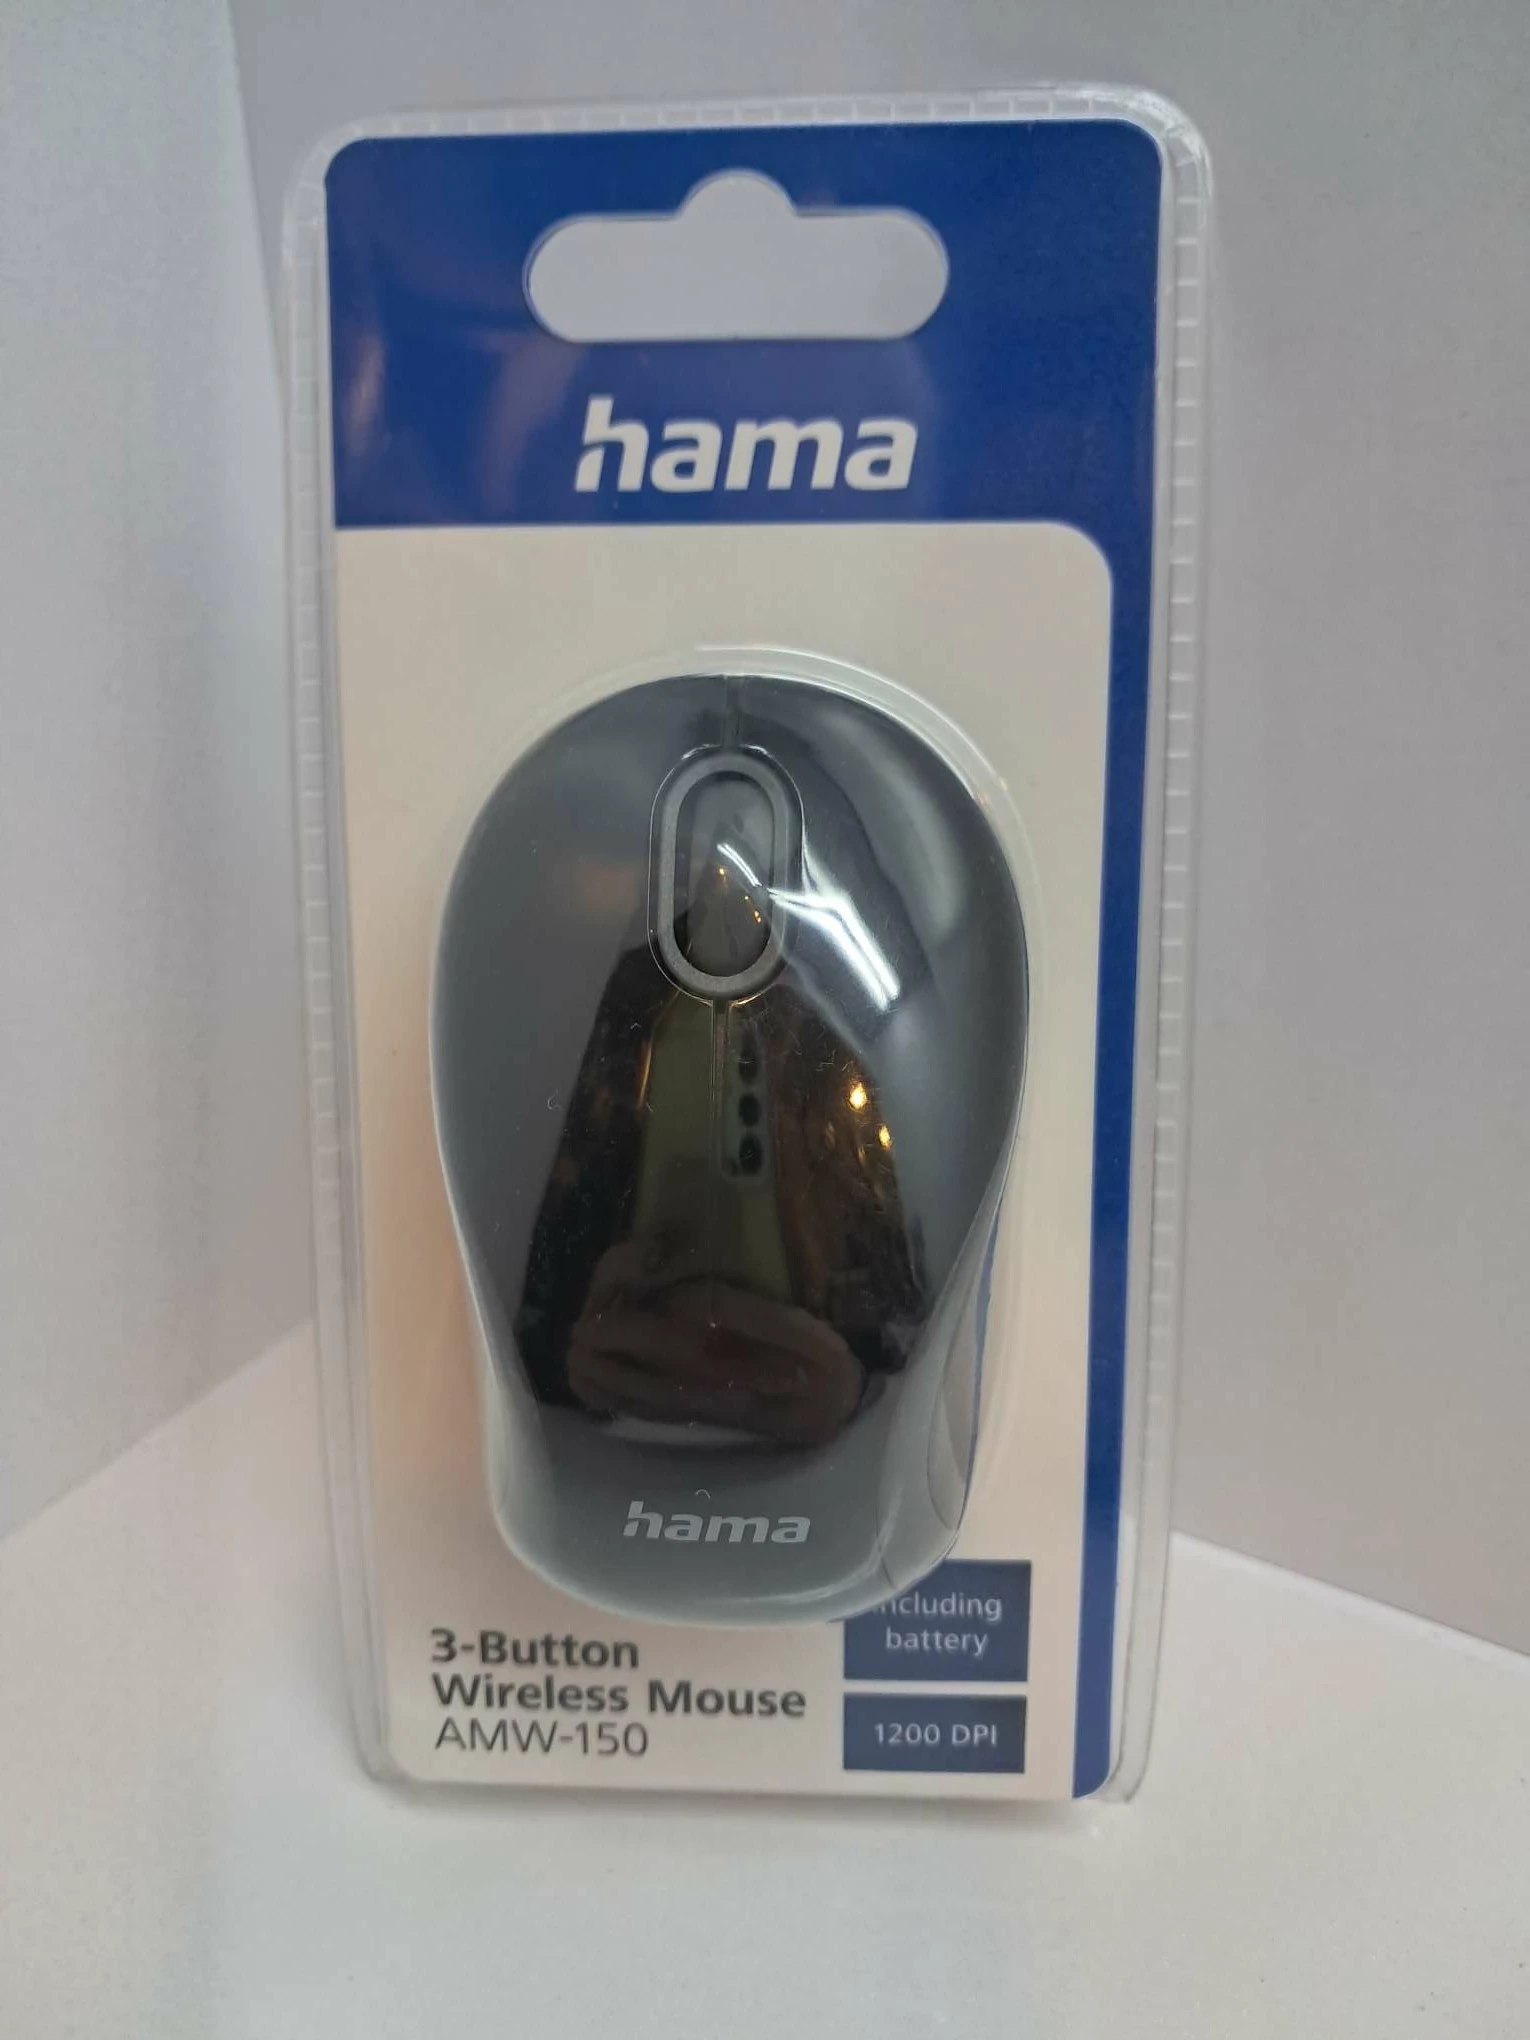 hama
hama
3-Button
Wireless Mouse
AMW-150
including
battery
1200 DPI